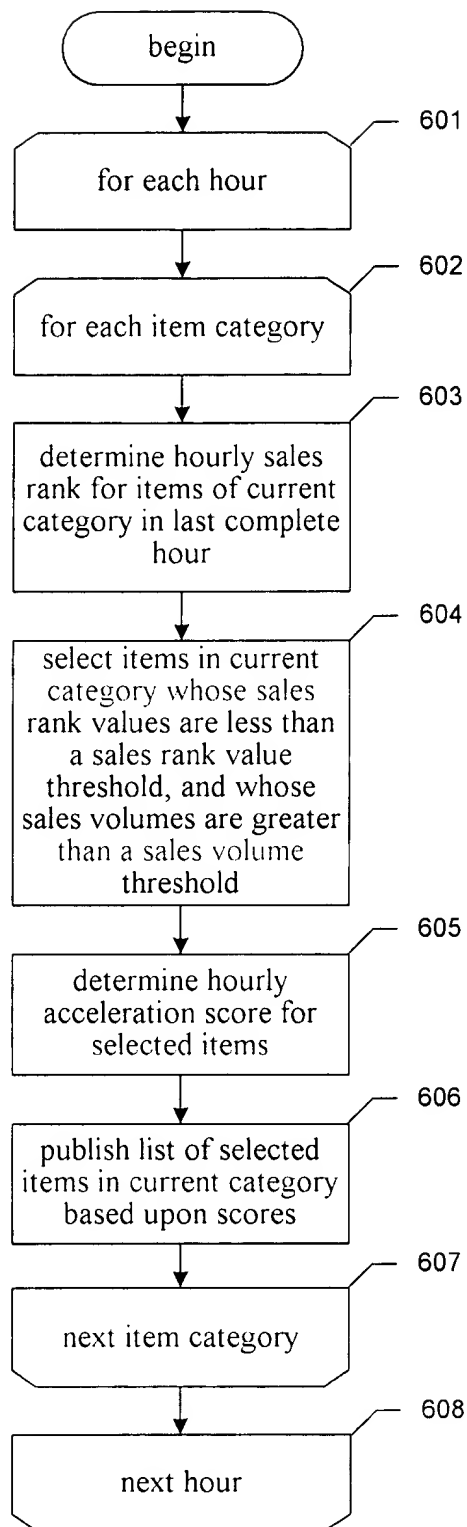 begin
601
for each hour
602
for each item category
603
determine hourly sales
rank for items of current
category in last complete
hour
604
select items in current
category whose sales
rank values are less than
a sales rank value
threshold, and whose
sales volumes are greater
than a sales volume
threshold
605
determine hourly
acceleration score for
selected items
606
publish list of selected
items in current category
based upon scores
607
next item category
608
next hour